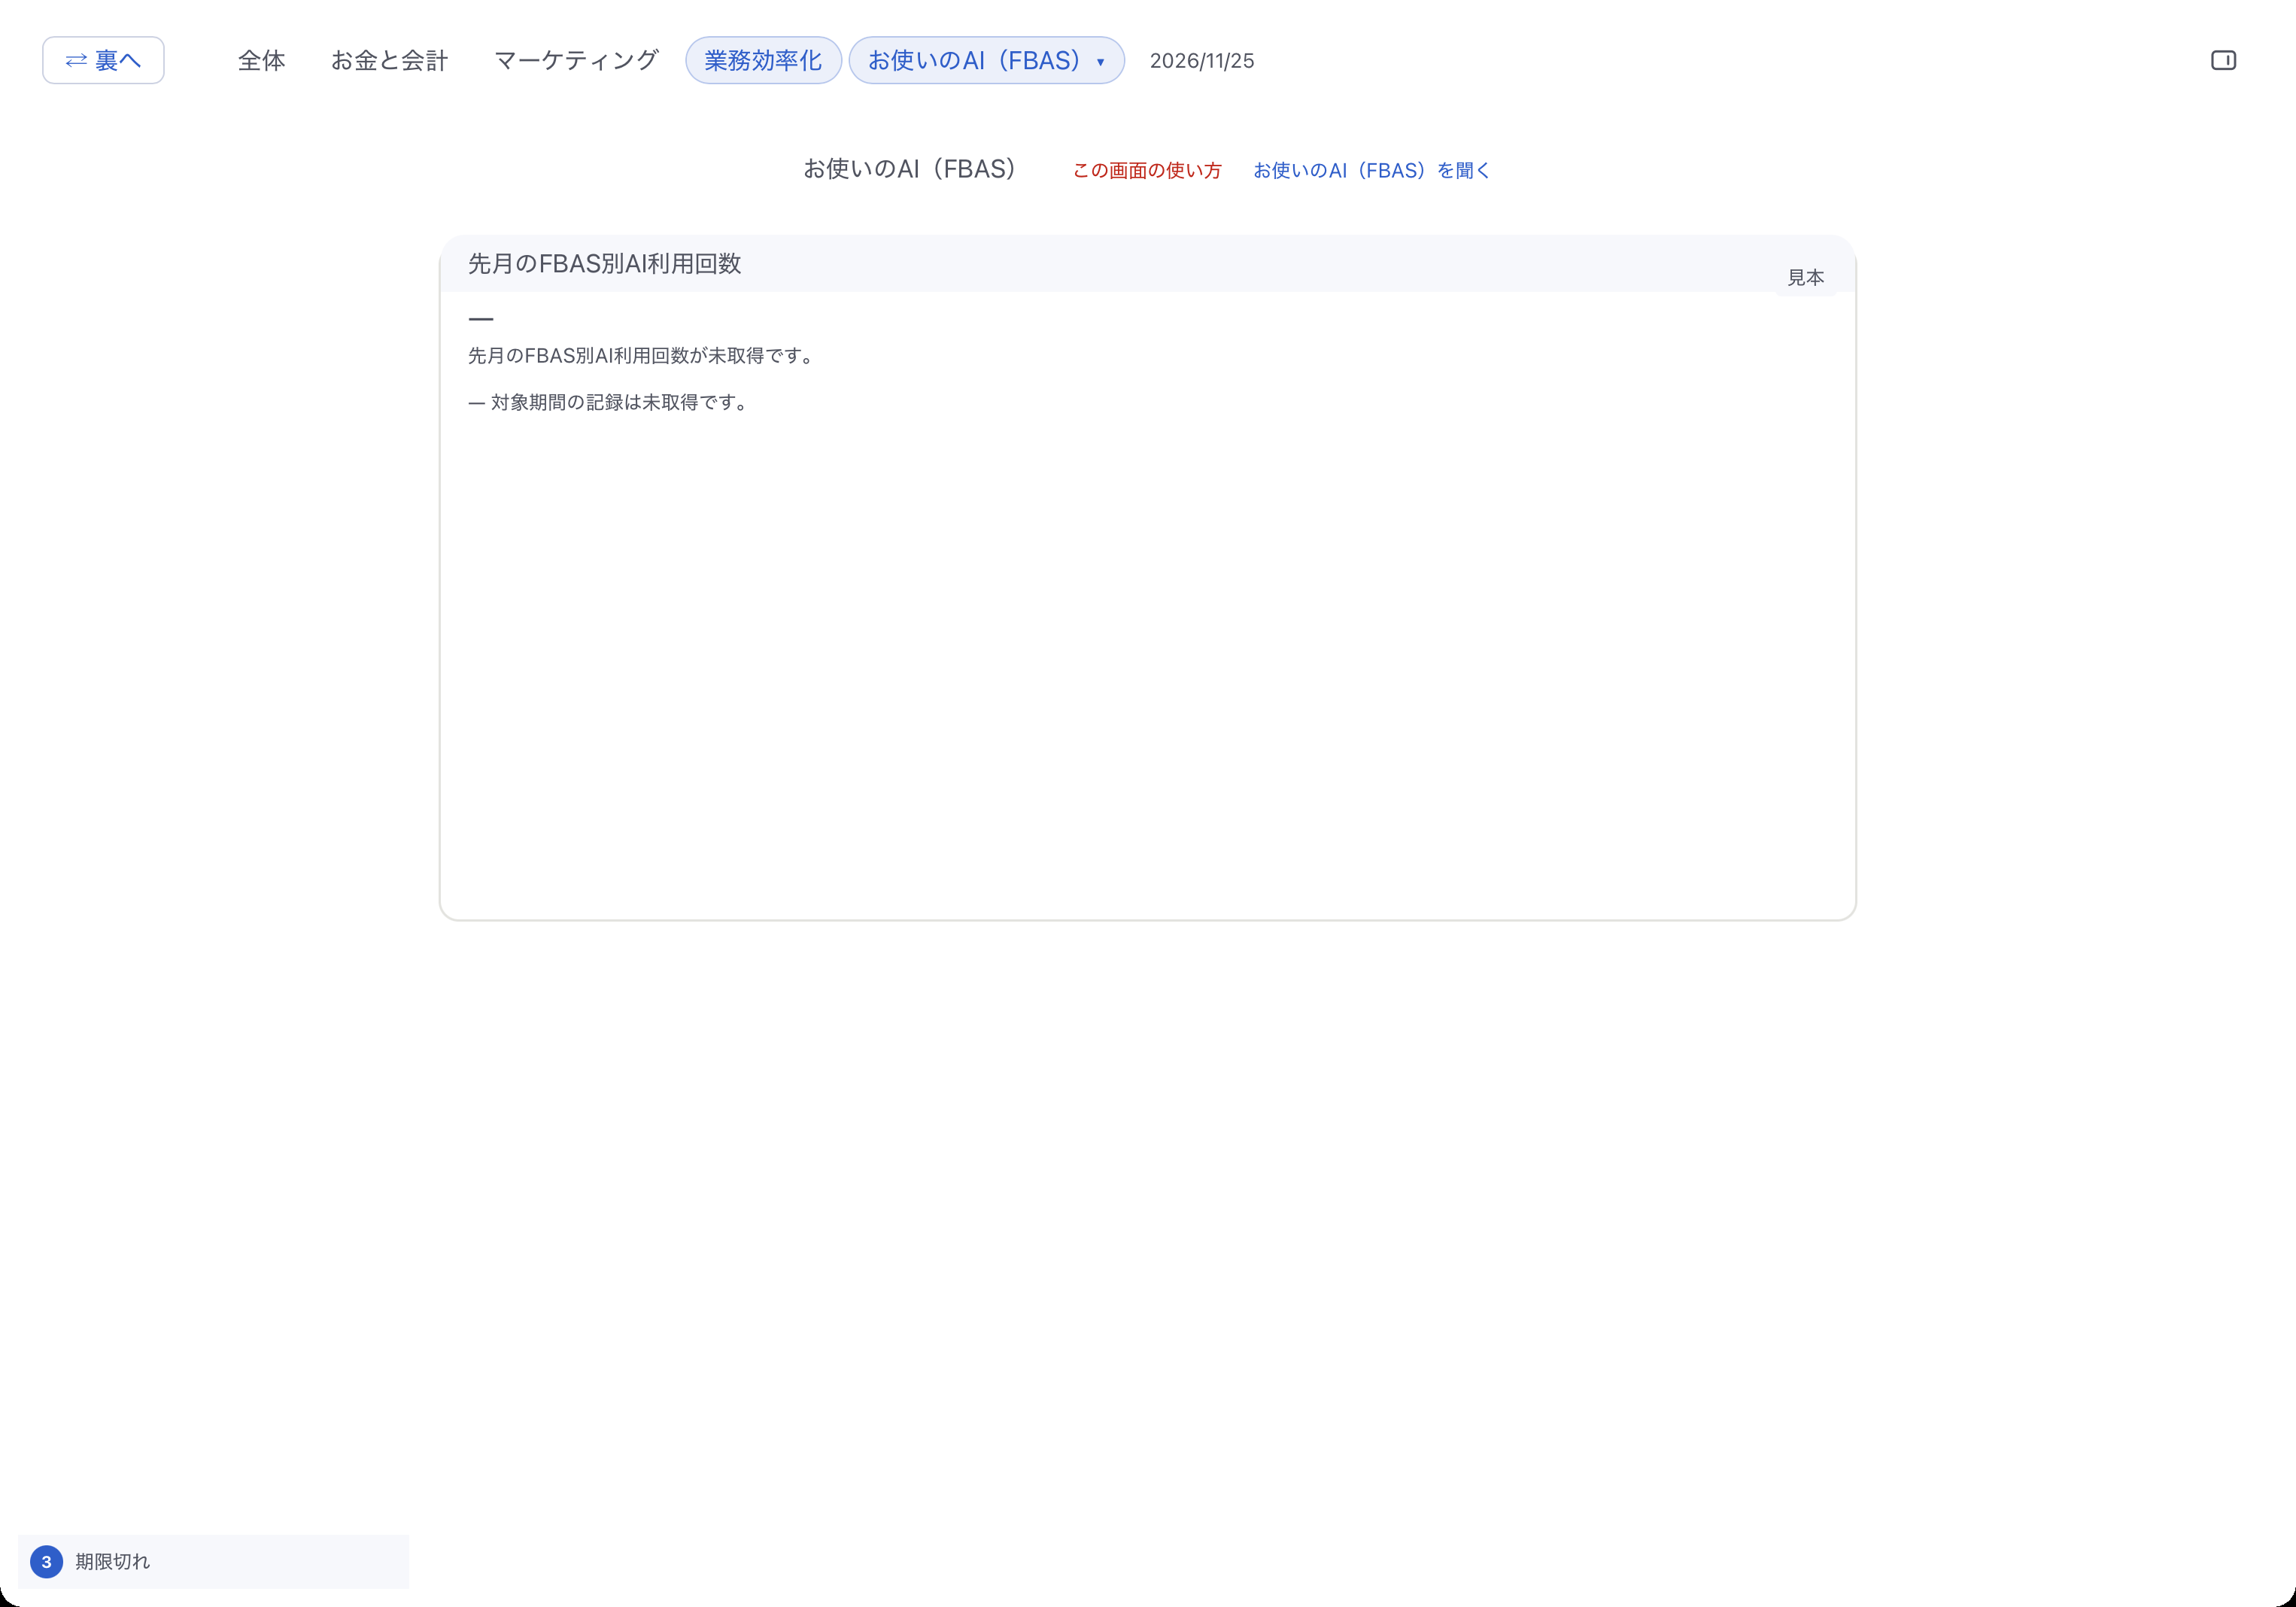 ⇄ 裏へ 全体 お金と会計 マーケティング 業務効率化 お使いのAI（FBAS） ▾ 2026/11/25
お使いのAI（FBAS） この画面の使い方 お使いのAI（FBAS）を聞く
先月のFBAS別AI利用回数
見本
—
先月のFBAS別AI利用回数が未取得です。
— 対象期間の記録は未取得です。
3 期限切れ